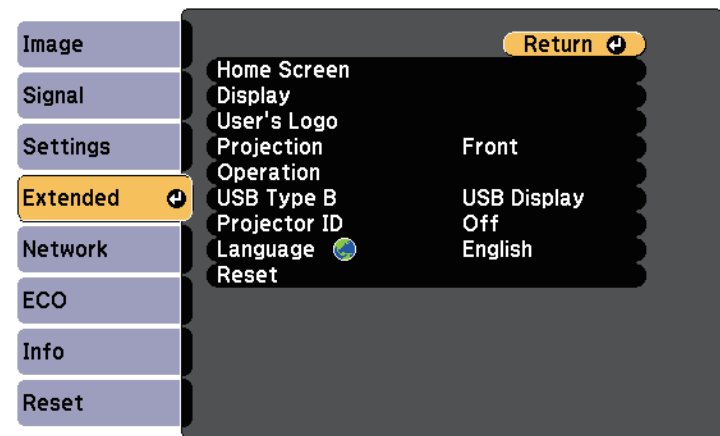 Image
Signal
Settings
Extended
Network
ECO
Info
Reset
Return
Home Screen
Display
User's Logo
Projection Front
Operation
USB Type B USB Display
Projector ID Off
Language English
Reset